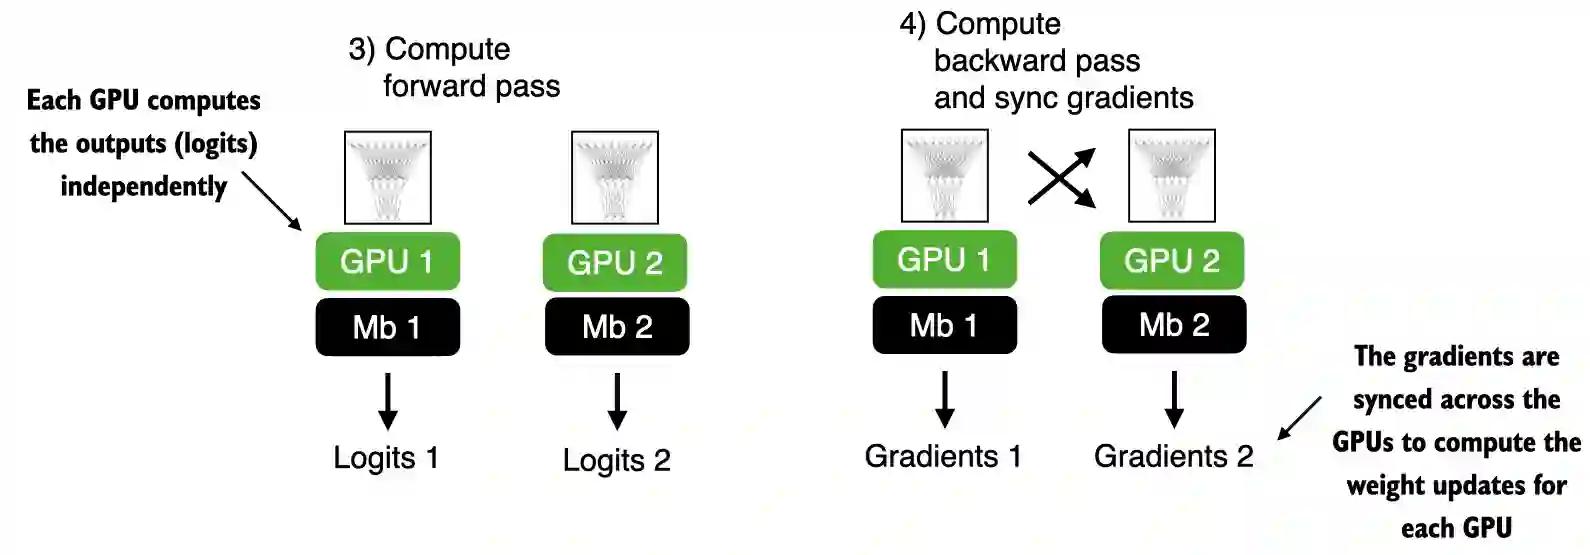 3) Compute
forward pass
Each GPU computes
the outputs (logits)
independently
GPU 1
GPU 2
Mb 1
Mb 2
Logits 1
Logits 2
4) Compute
backward pass
and sync gradients
GPU 1
GPU 2
Mb 1
Mb 2
Gradients 1
Gradients 2
The gradients are
synced across the
GPUs to compute the
weight updates for
each GPU